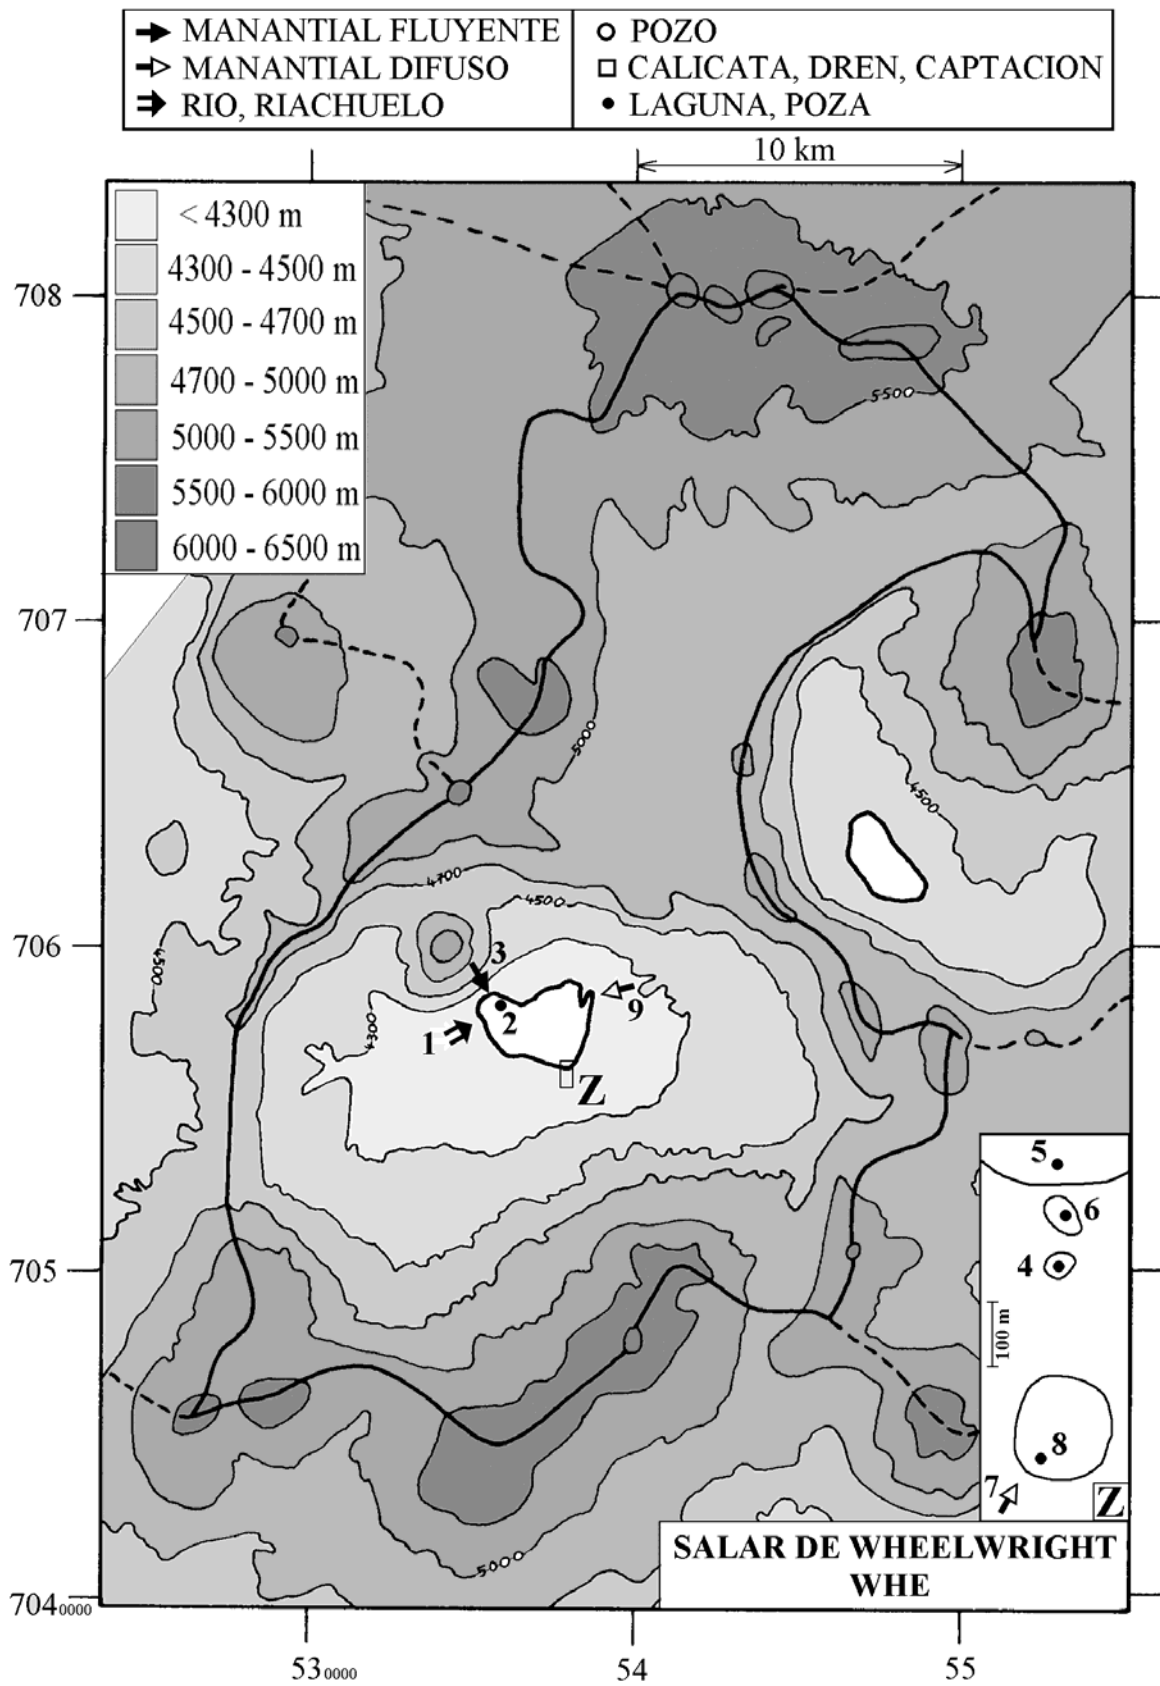 MANANTIAL FLUYENTE
MANANTIAL DIFUSO
RIO, RIACHUELO
POZO
CALICATA, DREN, CAPTACION
LAGUNA, POZA
10 km
< 4300 m
4300 - 4500 m
4500 - 4700 m
4700 - 5000 m
5000 - 5500 m
5500 - 6000 m
6000 - 6500 m
708
5500
707
5000
4500
4700
4500
706
4500
3
4300
1
2
9
Z
5
6
4
705
100 m
8
7
Z
5000
SALAR DE WHEELWRIGHT
WHE
7040000
530000
54
55